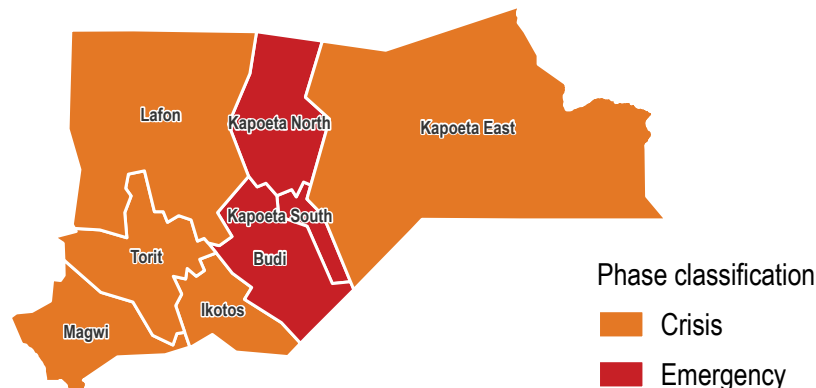 Lafon
Kapoeta North
Kapoeta East
Kapoeta South
Torit
Budi
Ikotos
Magwi
Phase classification
Crisis
Emergency